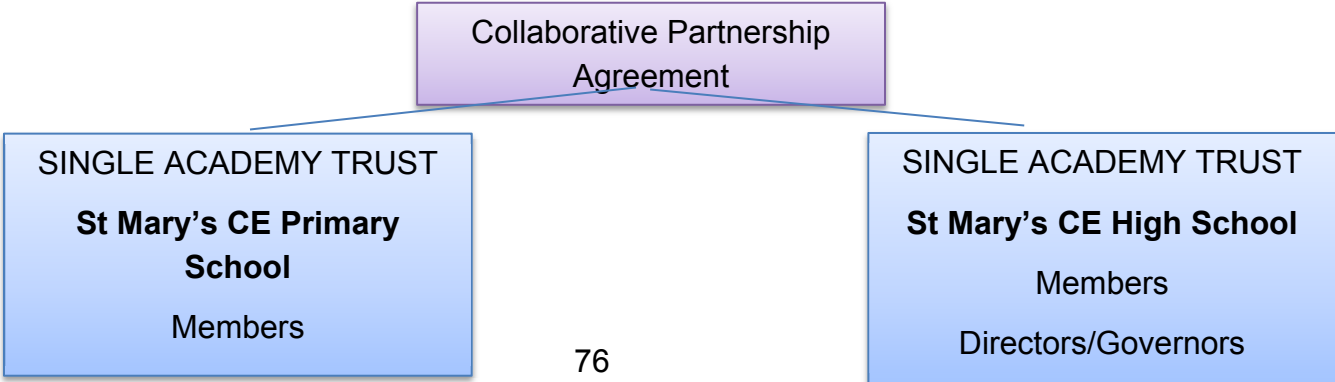 Collaborative Partnership
Agreement
SINGLE ACADEMY TRUST
St Mary’s CE Primary
School
Members
SINGLE ACADEMY TRUST
St Mary’s CE High School
Members
Directors/Governors
76